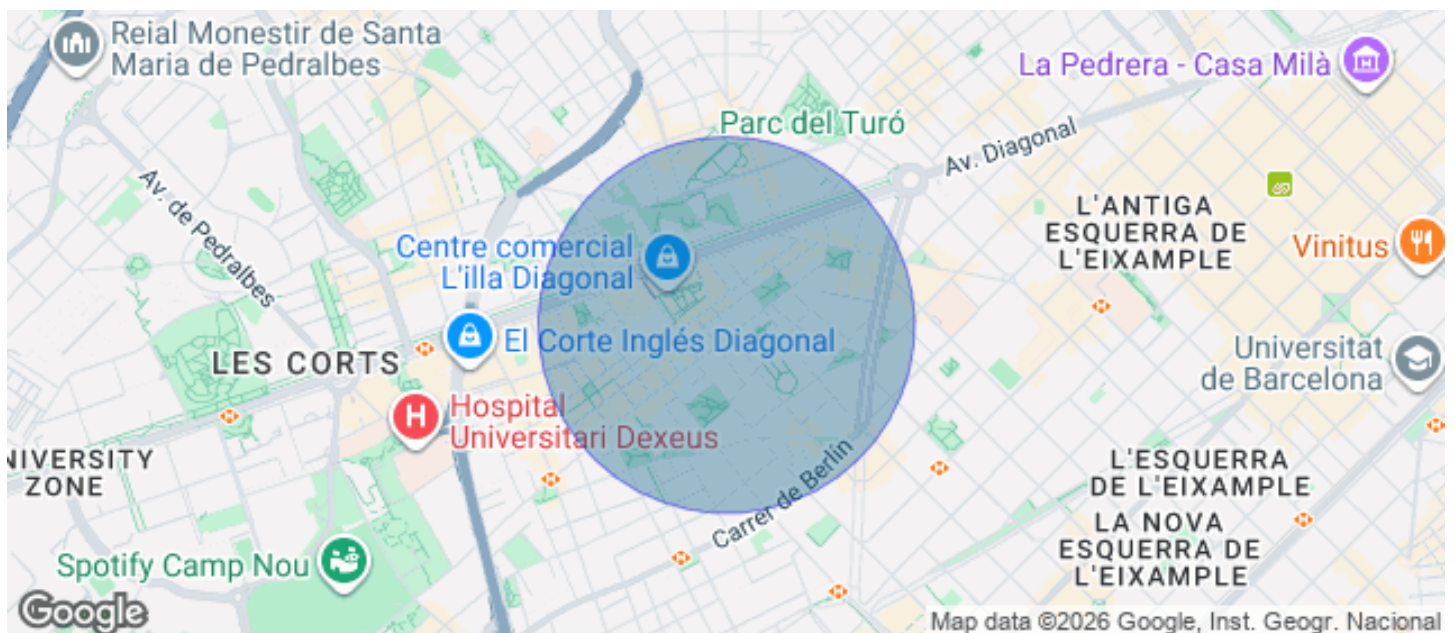 Reial Monestir de Santa
Maria de Pedralbes
La Pedrera - Casa Milà
Parc del Turó
Av. Diagonal
Av. de Pedralbes
L'ANTIGA
ESQUERRA DE
L'EIXAMPLE
Centre comercial
L'illa Diagonal
Vinitus
El Corte Inglés Diagonal
LES CORTS
Universitat
de Barcelona
H
Hospital
Universitari Dexeus
NIVERSITY
ZONE
Carrer de Berlín
L'ESQUERRA
DE L'EIXAMPLE
LA NOVA
ESQUERRA DE
L'EIXAMPLE
Spotify Camp Nou
Google
Map data ©2026 Google, Inst. Geogr. Nacional